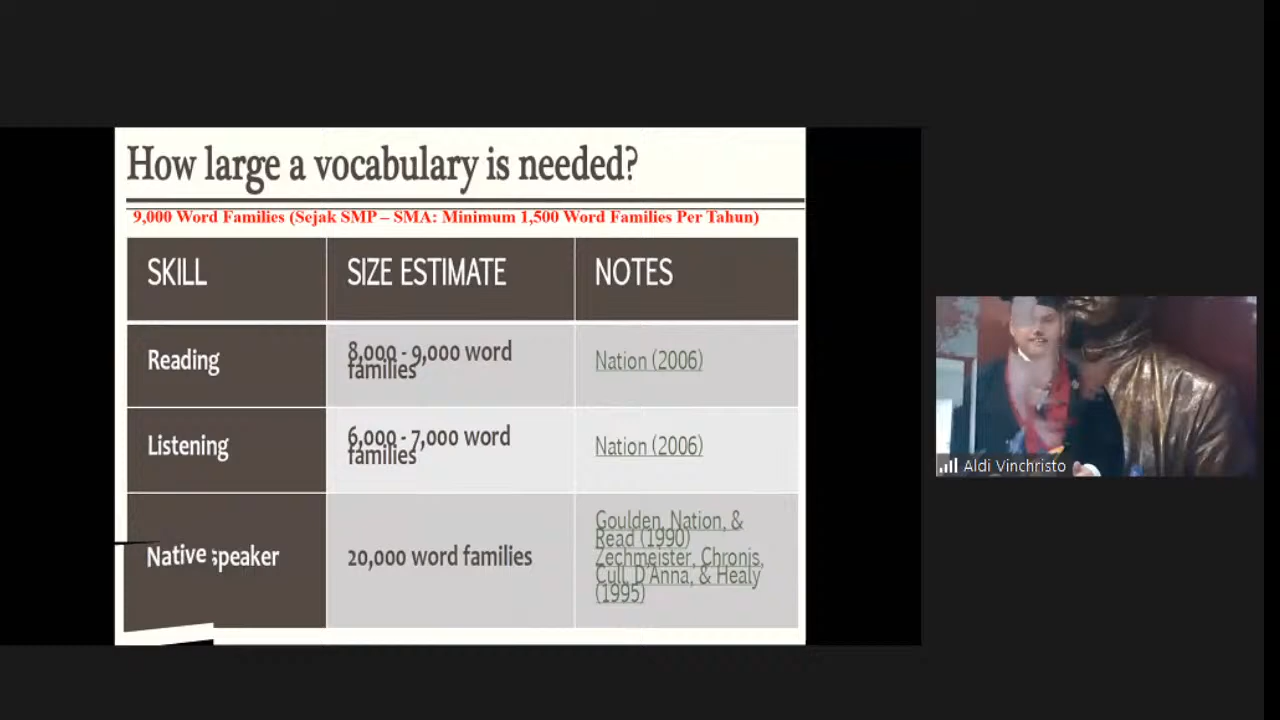 How large a vocabulary is needed?
9,000 Word Families (Sejak SMP – SMA: Minimum 1,500 Word Families Per Tahun)
SKILL
SIZE ESTIMATE
NOTES
Reading
8,000 - 9,000 word
families
Nation (2006)
Listening
6,000 - 7,000 word
families
Nation (2006)
Native speaker
20,000 word families
Goulden, Nation, &
Read (1990)
Zechmeister, Chronis,
Cull, D'Anna, & Healy
(1995)
Aldi Vinchristo